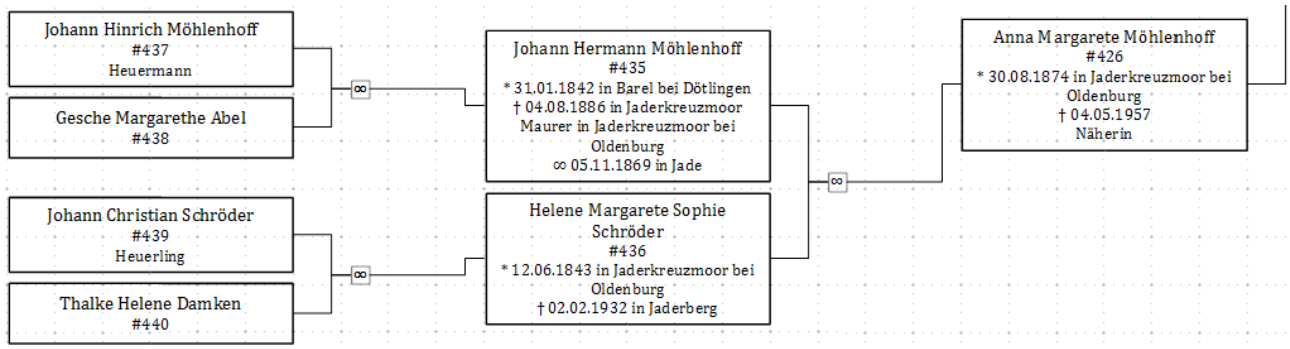 Johann Hinrich Möhlenhoff
#437
Heuermann
∞
Gesche Margarethe Abel
#438
Johann Christian Schröder
#439
Heuerling
∞
Thalke Helene Damken
#440
Johann Hermann Möhlenhoff
#435
* 31.01.1842 in Barel bei Dötlingen
† 04.08.1886 in Jaderkreuzmoor
Maurer in Jaderkreuzmoor bei
Oldenburg
∞ 05.11.1869 in Jade
∞
Helene Margarete Sophie
Schröder
#436
* 12.06.1843 in Jaderkreuzmoor bei
Oldenburg
† 02.02.1932 in Jaderberg
Anna Margarete Möhlenhoff
#426
* 30.08.1874 in Jaderkreuzmoor bei
Oldenburg
† 04.05.1957
Näherin